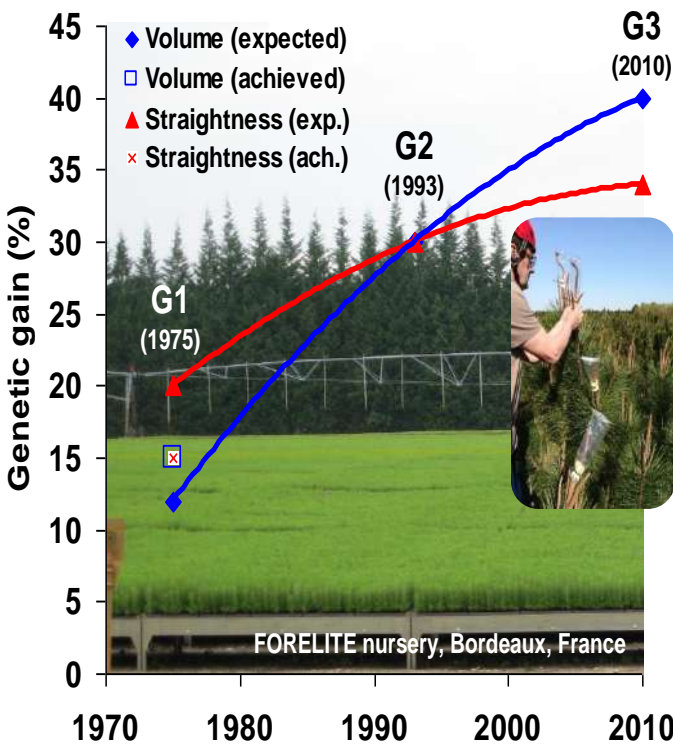 Genetic gain (%)
45
40
35
30
25
20
15
10
5
0
Volume (expected)
Volume (achieved)
Straightness (exp.)
Straightness (ach.)
G1
(1975)
G2
(1993)
G3
(2010)
FORELITE nursery, Bordeaux, France
1970 1980 1990 2000 2010